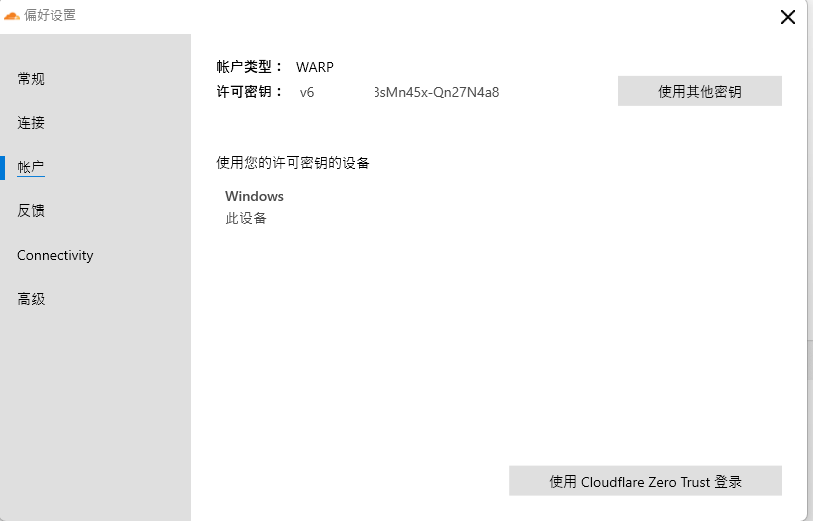 偏好设置
常规
连接
帐户
反馈
Connectivity
高级
帐户类型： WARP
许可密钥： v6 8sMn45x-Qn27N4a8
使用其他密钥
使用您的许可密钥的设备
Windows
此设备
使用 Cloudflare Zero Trust 登录